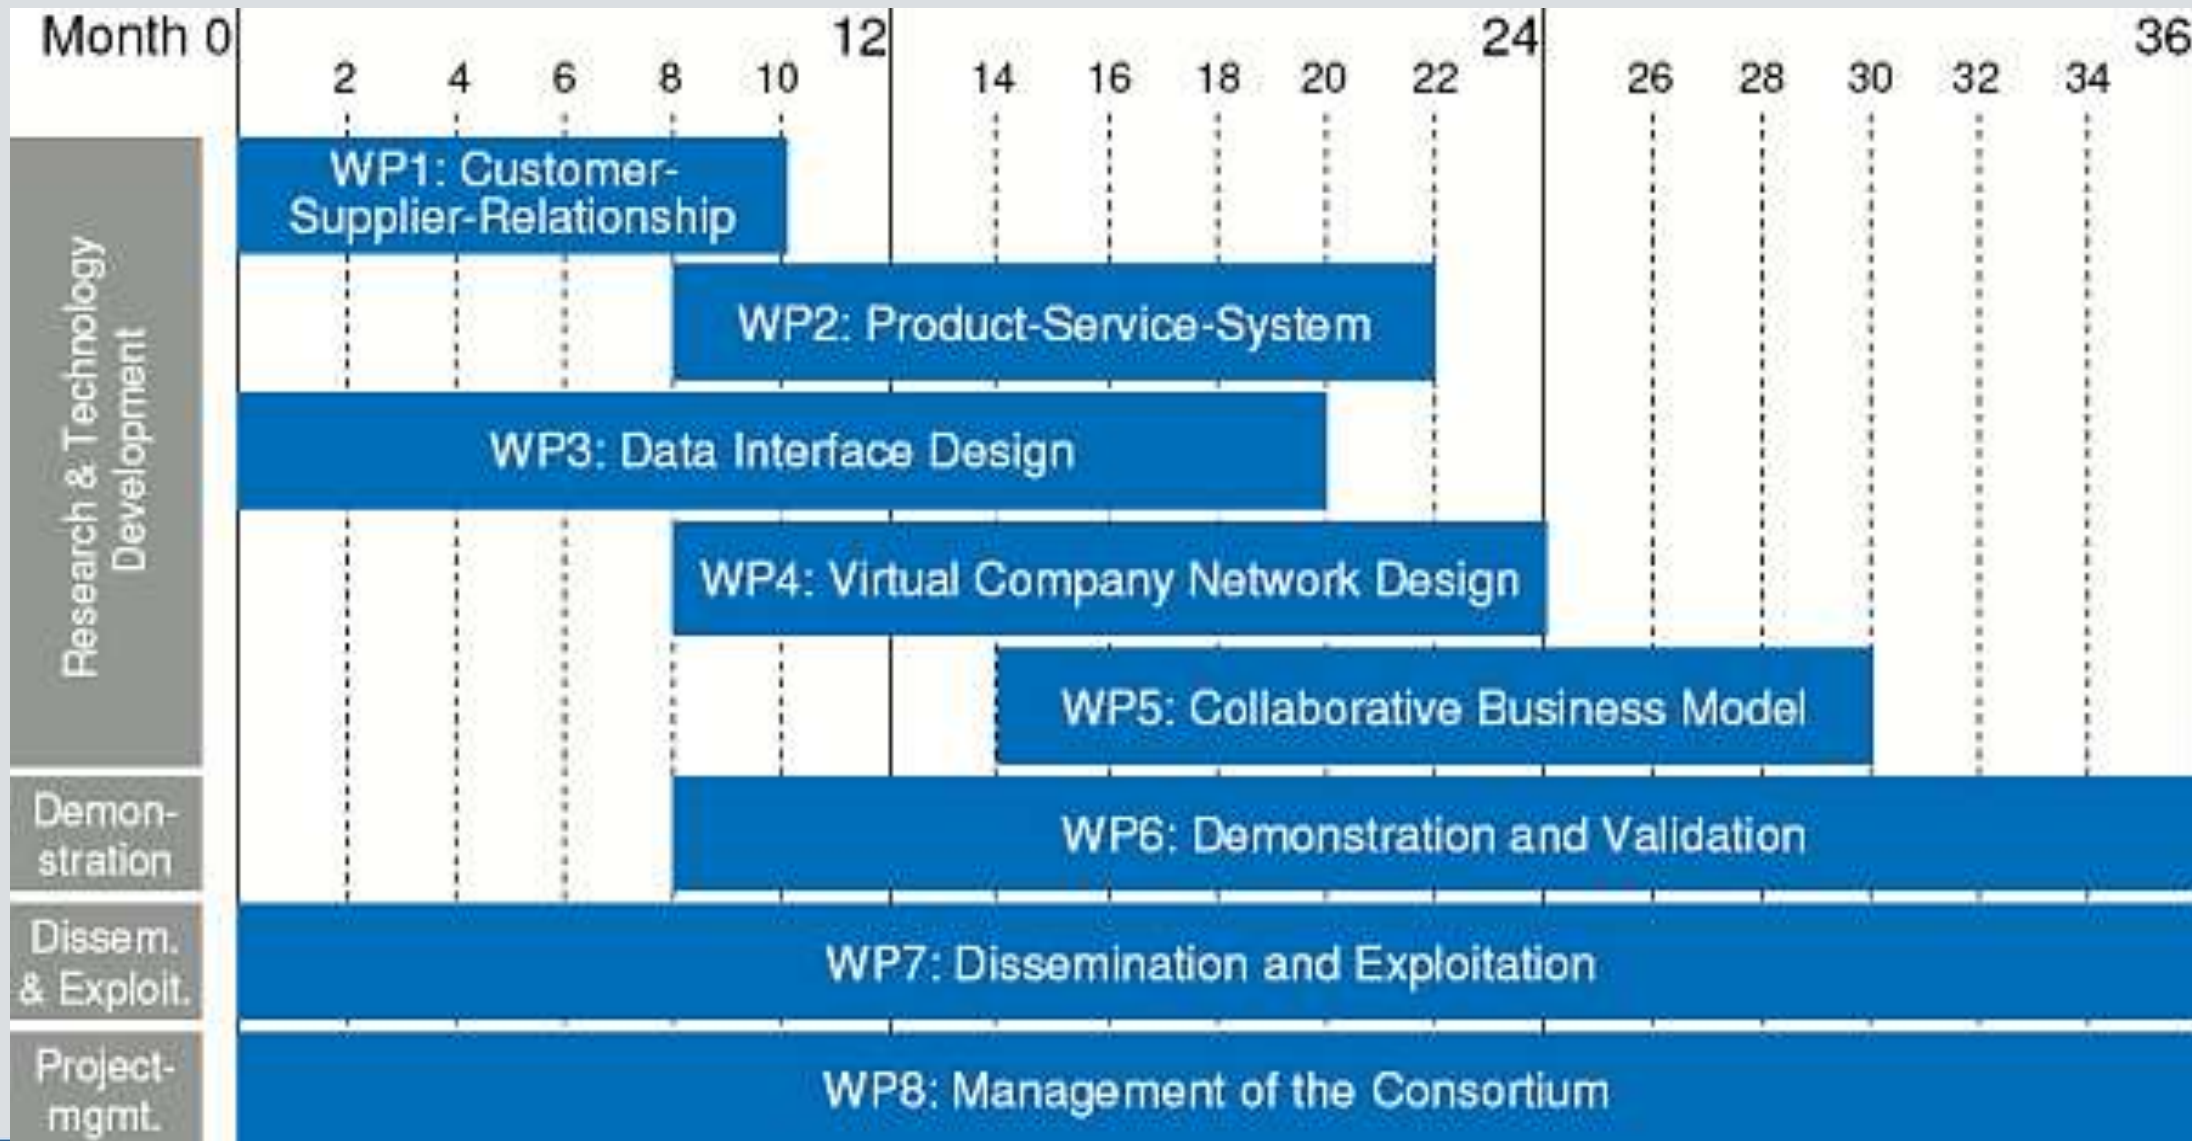 Month 0 12 24 36
2 4 6 8 10 14 16 18 20 22 26 28 30 32 34
Research & Technology
Development
WP1: Customer-
Supplier-Relationship
WP2: Product-Service-System
WP3: Data Interface Design
WP4: Virtual Company Network Design
WP5: Collaborative Business Model
Demon-
stration
WP6: Demonstration and Validation
Dissem.
& Exploit.
WP7: Dissemination and Exploitation
Project-
mgmt.
WP8: Management of the Consortium